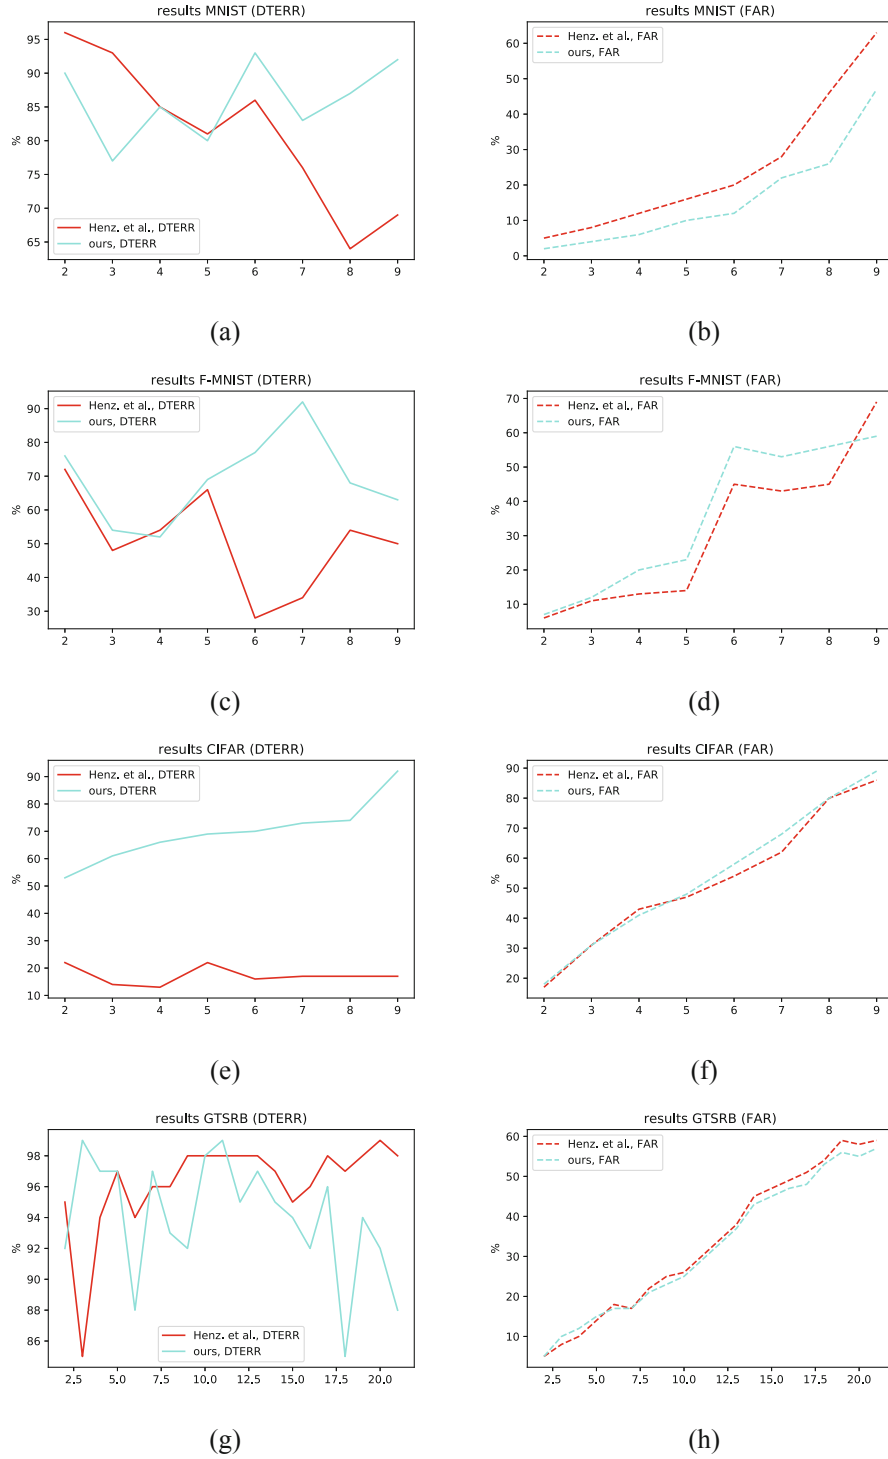 results MNIST (DTERR)
95
90
85
80
75
70
65
%
Henz. et al., DTERR
ours, DTERR
2 3 4 5 6 7 8 9
(a)
results MNIST (FAR)
60
50
40
30
20
10
0
%
Henz. et al., FAR
ours, FAR
2 3 4 5 6 7 8 9
(b)
results F-MNIST (DTERR)
90
80
70
60
50
40
30
%
Henz. et al., DTERR
ours, DTERR
2 3 4 5 6 7 8 9
(c)
results F-MNIST (FAR)
70
60
50
40
30
20
10
%
Henz. et al., FAR
ours, FAR
2 3 4 5 6 7 8 9
(d)
results CIFAR (DTERR)
90
80
70
60
50
40
30
20
10
%
Henz. et al., DTERR
ours, DTERR
2 3 4 5 6 7 8 9
(e)
results CIFAR (FAR)
90
80
70
60
50
40
30
20
%
Henz. et al., FAR
ours, FAR
2 3 4 5 6 7 8 9
(f)
results GTSRB (DTERR)
98
96
94
92
90
88
86
%
Henz. et al., DTERR
ours, DTERR
2.5 5.0 7.5 10.0 12.5 15.0 17.5 20.0
(g)
results GTSRB (FAR)
60
50
40
30
20
10
%
Henz. et al., FAR
ours, FAR
2.5 5.0 7.5 10.0 12.5 15.0 17.5 20.0
(h)